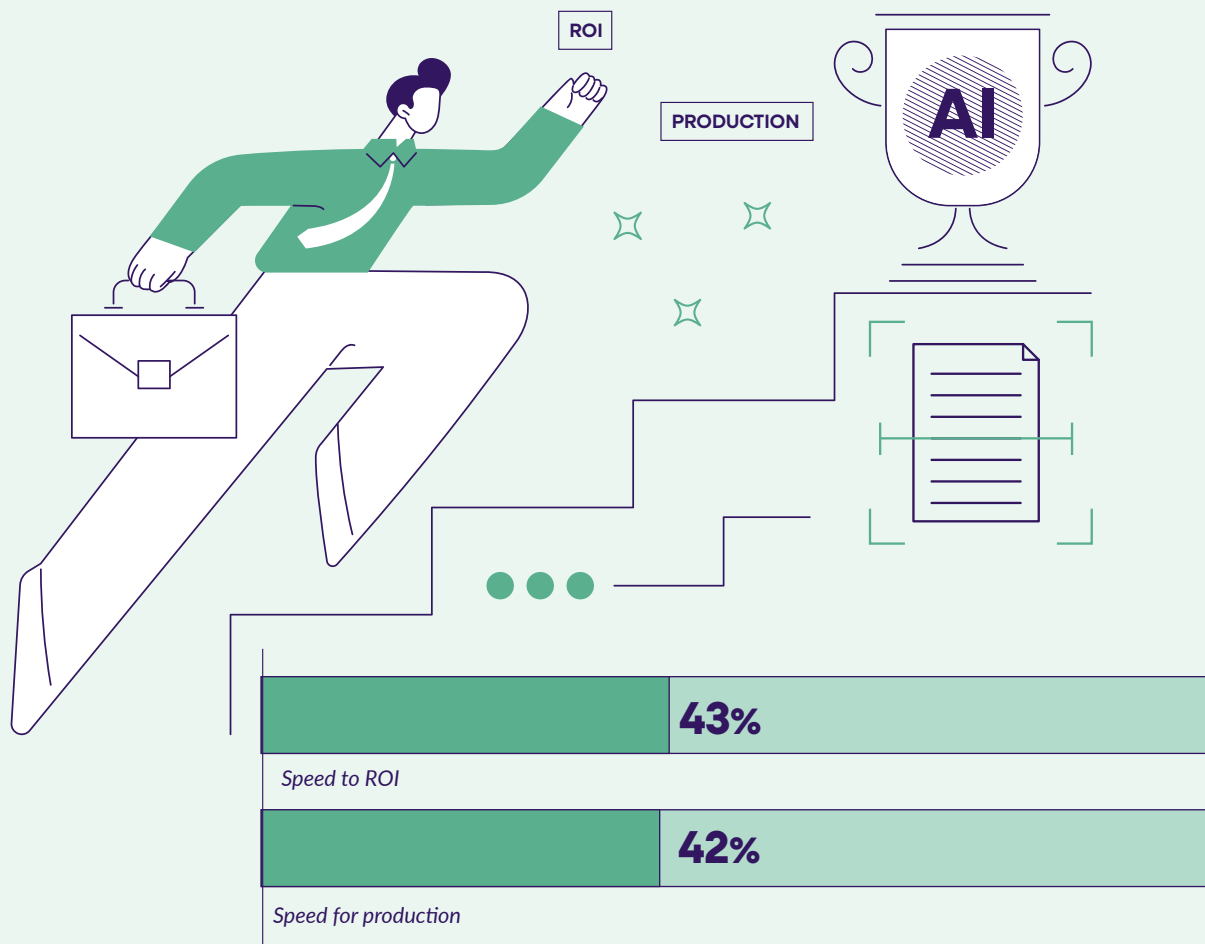 ROI
PRODUCTION
AI
43%
Speed to ROI
42%
Speed for production